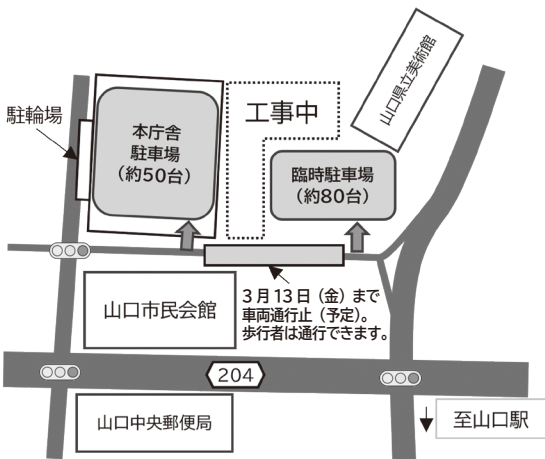 山口県立美術館
駐輪場
本庁舎
駐車場
(約50台)
工事中
臨時駐車場
(約80台)
山口市民会館
3月13日(金)まで
車両通行止(予定)。
歩行者は通行できます。
204
山口中央郵便局
至山口駅